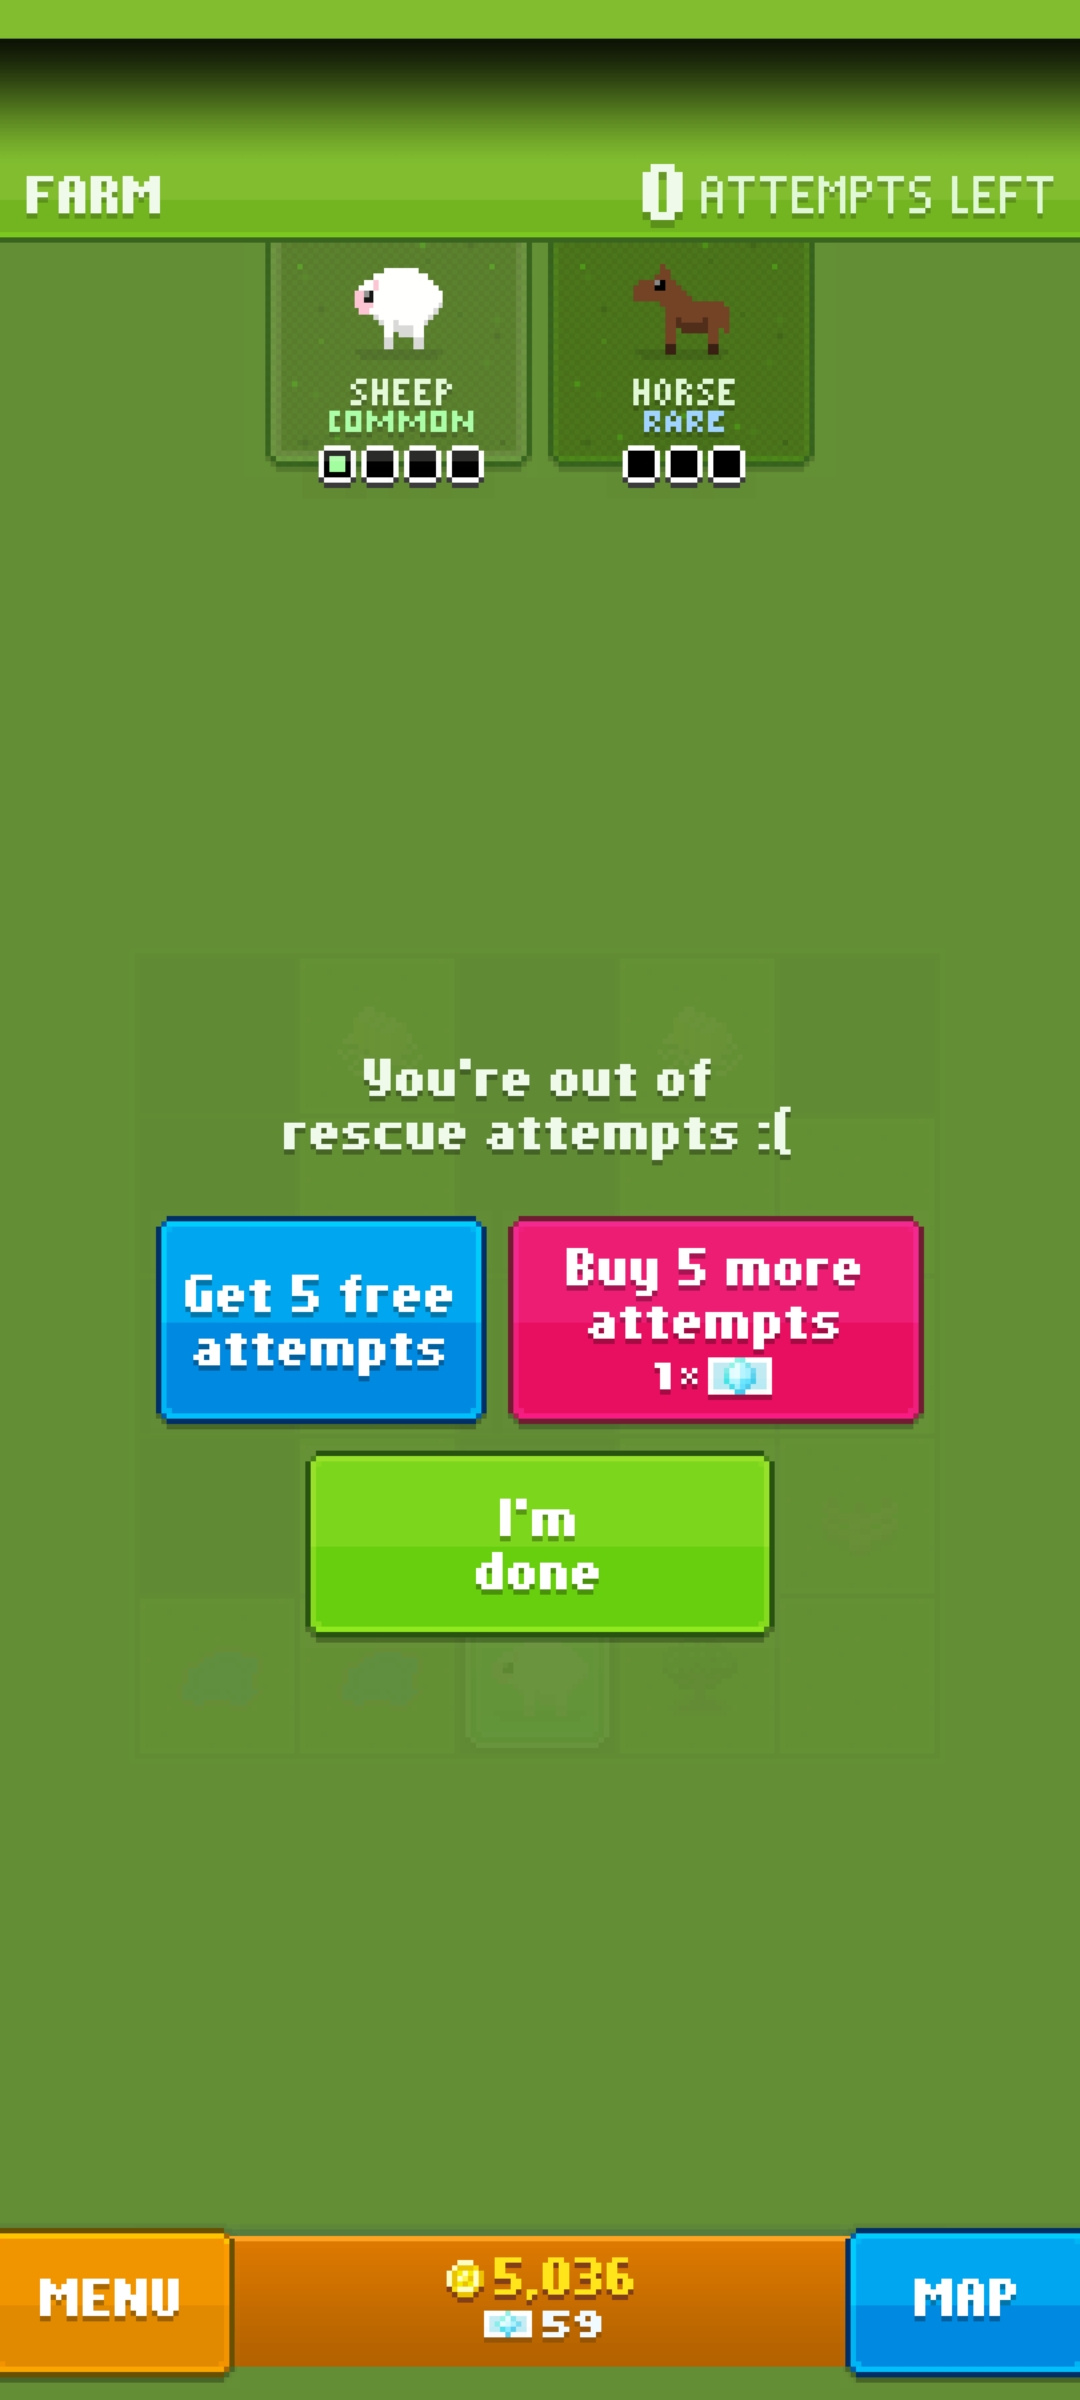 FARM
0 ATTEMPTS LEFT
SHEEP
COMMON
HORSE
RARE
You're out of
rescue attempts :(
Get 5 free
attempts
Buy 5 more
attempts
1×
I'm
done
MENU
5,036
59
MAP